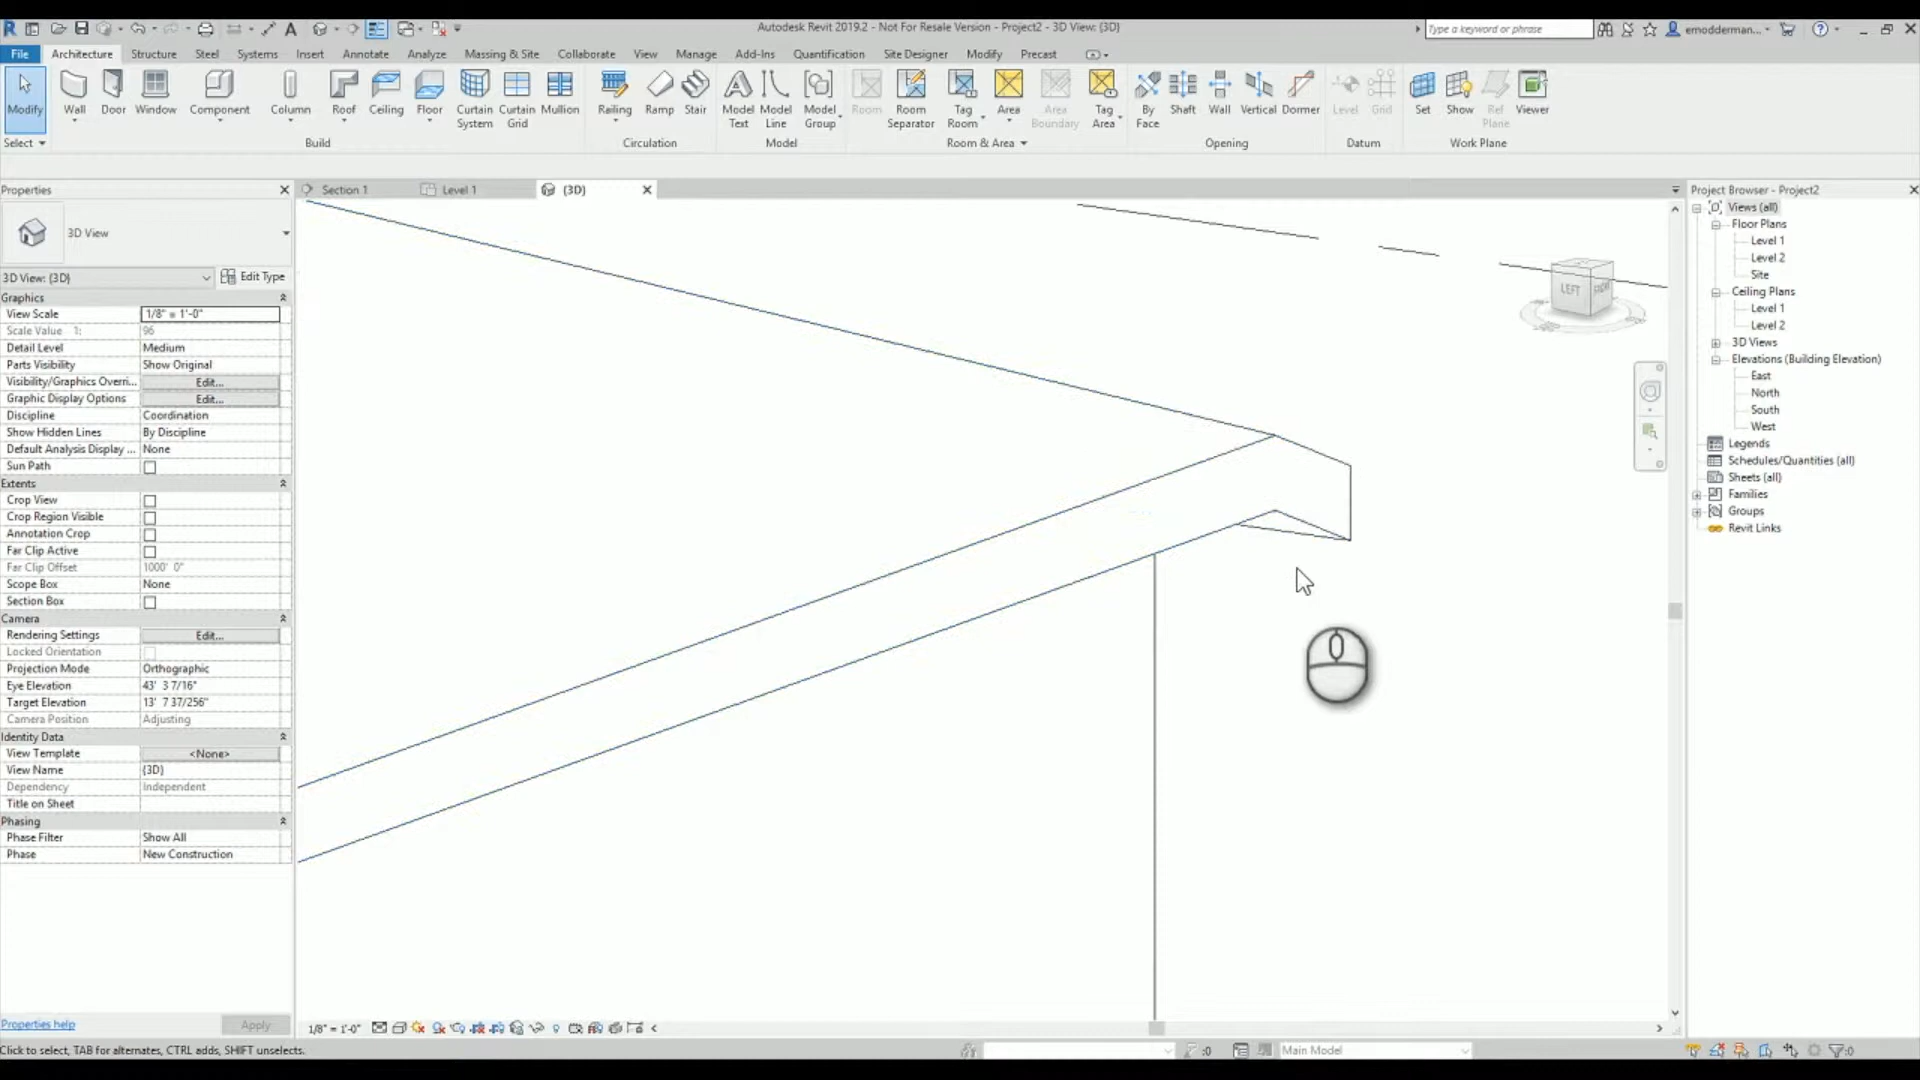 Autodesk Revit 2019.2 - Not For Resale Version - Project2 - 3D View: {3D}
Type a keyword or phrase
emodderman...
File Architecture Structure Steel Systems Insert Annotate Analyze Massing & Site Collaborate View Manage Add-Ins Quantification Site Designer Modify Precast
Modify Wall Door Window Component Column Roof Ceiling Floor Curtain System Curtain Grid Mullion Railing Ramp Stair Model Text Model Line Model Group Room Room Separator Tag Room Area Area Boundary Tag Area By Face Shaft Wall Vertical Dormer Level Grid Set Show Ref Plane Viewer
Select Build Circulation Model Room & Area Opening Datum Work Plane
Properties
Section 1 Level 1 {3D}
Project Browser - Project2
3D View
3D View: {3D} Edit Type
Graphics
View Scale 1/8" = 1'-0"
Scale Value 1: 96
Detail Level Medium
Parts Visibility Show Original
Visibility/Graphics Overri... Edit...
Graphic Display Options Edit...
Discipline Coordination
Show Hidden Lines By Discipline
Default Analysis Display ... None
Sun Path
Extents
Crop View
Crop Region Visible
Annotation Crop
Far Clip Active
Far Clip Offset 1000' 0"
Scope Box None
Section Box
Camera
Rendering Settings Edit...
Locked Orientation
Projection Mode Orthographic
Eye Elevation 43' 3 7/16"
Target Elevation 13' 7 37/256"
Camera Position Adjusting
Identity Data
View Template <None>
View Name {3D}
Dependency Independent
Title on Sheet
Phasing
Phase Filter Show All
Phase New Construction
Properties help Apply
LEFT FRONT
Views (all)
Floor Plans
Level 1
Level 2
Site
Ceiling Plans
Level 1
Level 2
3D Views
Elevations (Building Elevation)
East
North
South
West
Legends
Schedules/Quantities (all)
Sheets (all)
Families
Groups
Revit Links
1/8" = 1'-0"
Click to select, TAB for alternates, CTRL adds, SHIFT unselects.
:0 Main Model :0